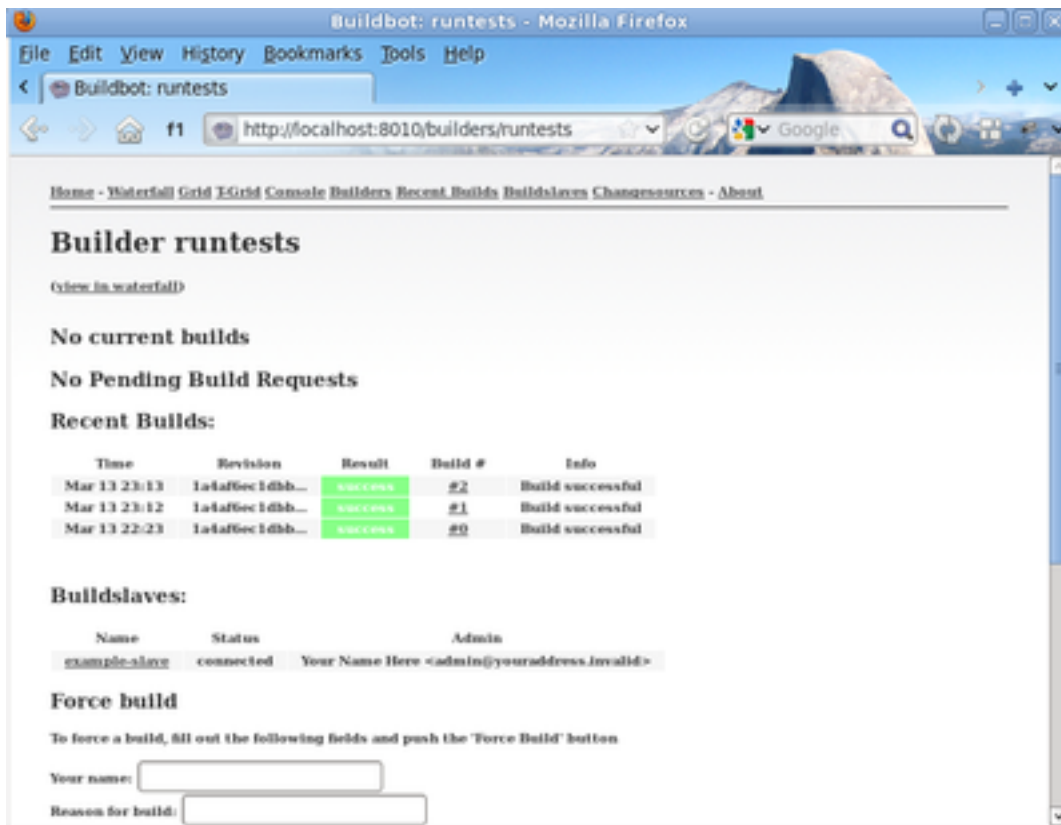 Buildbot: runtests - Mozilla Firefox
File Edit View History Bookmarks Tools Help
Buildbot: runtests
f1 http://localhost:8010/builders/runtests Google
Home - Waterfall Grid T-Grid Console Builders Recent Builds Buildslaves Changesources - About
Builder runtests
(view in waterfall)
No current builds
No Pending Build Requests
Recent Builds:
Time Revision Result Build # Info
Mar 13 23:13 1a4af6ec1dbb... success #2 Build successful
Mar 13 23:12 1a4af6ec1dbb... success #1 Build successful
Mar 13 22:23 1a4af6ec1dbb... success #0 Build successful
Buildslaves:
Name Status Admin
example-slave connected Your Name Here <admin@youraddress.invalid>
Force build
To force a build, fill out the following fields and push the 'Force Build' button
Your name:
Reason for build: